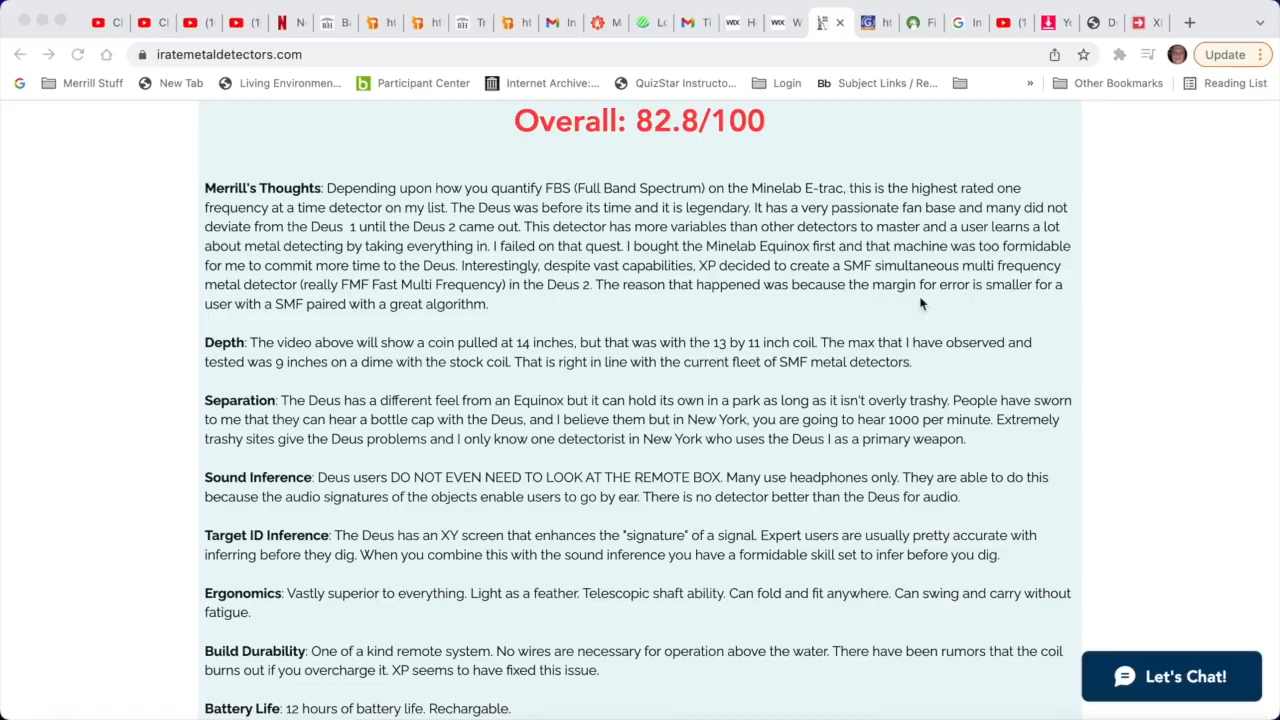 Cl
Cl
(1
(1
N
Ba
ht
ht
Tr
ht
In
M
Lo
Ti
H
W
ht
Fi
In
(1
Yo
D
XI
iratemetaldetectors.com
Update
Merrill Stuff
New Tab
Living Environmen...
Participant Center
Internet Archive:...
QuizStar Instructo...
Login
Bb Subject Links / Re...
»
Other Bookmarks
Reading List
Overall: 82.8/100
Merrill's Thoughts: Depending upon how you quantify FBS (Full Band Spectrum) on the Minelab E-trac, this is the highest rated one
frequency at a time detector on my list. The Deus was before its time and it is legendary. It has a very passionate fan base and many did not
deviate from the Deus 1 until the Deus 2 came out. This detector has more variables than other detectors to master and a user learns a lot
about metal detecting by taking everything in. I failed on that quest. I bought the Minelab Equinox first and that machine was too formidable
for me to commit more time to the Deus. Interestingly, despite vast capabilities, XP decided to create a SMF simultaneous multi frequency
metal detector (really FMF Fast Multi Frequency) in the Deus 2. The reason that happened was because the margin for error is smaller for a
user with a SMF paired with a great algorithm.
Depth: The video above will show a coin pulled at 14 inches, but that was with the 13 by 11 inch coil. The max that I have observed and
tested was 9 inches on a dime with the stock coil. That is right in line with the current fleet of SMF metal detectors.
Separation: The Deus has a different feel from an Equinox but it can hold its own in a park as long as it isn't overly trashy. People have sworn
to me that they can hear a bottle cap with the Deus, and I believe them but in New York, you are going to hear 1000 per minute. Extremely
trashy sites give the Deus problems and I only know one detectorist in New York who uses the Deus I as a primary weapon.
Sound Inference: Deus users DO NOT EVEN NEED TO LOOK AT THE REMOTE BOX. Many use headphones only. They are able to do this
because the audio signatures of the objects enable users to go by ear. There is no detector better than the Deus for audio.
Target ID Inference: The Deus has an XY screen that enhances the "signature" of a signal. Expert users are usually pretty accurate with
inferring before they dig. When you combine this with the sound inference you have a formidable skill set to infer before you dig.
Ergonomics: Vastly superior to everything. Light as a feather. Telescopic shaft ability. Can fold and fit anywhere. Can swing and carry without
fatigue.
Build Durability: One of a kind remote system. No wires are necessary for operation above the water. There have been rumors that the coil
burns out if you overcharge it. XP seems to have fixed this issue.
Battery Life: 12 hours of battery life. Rechargable.
Let's Chat!